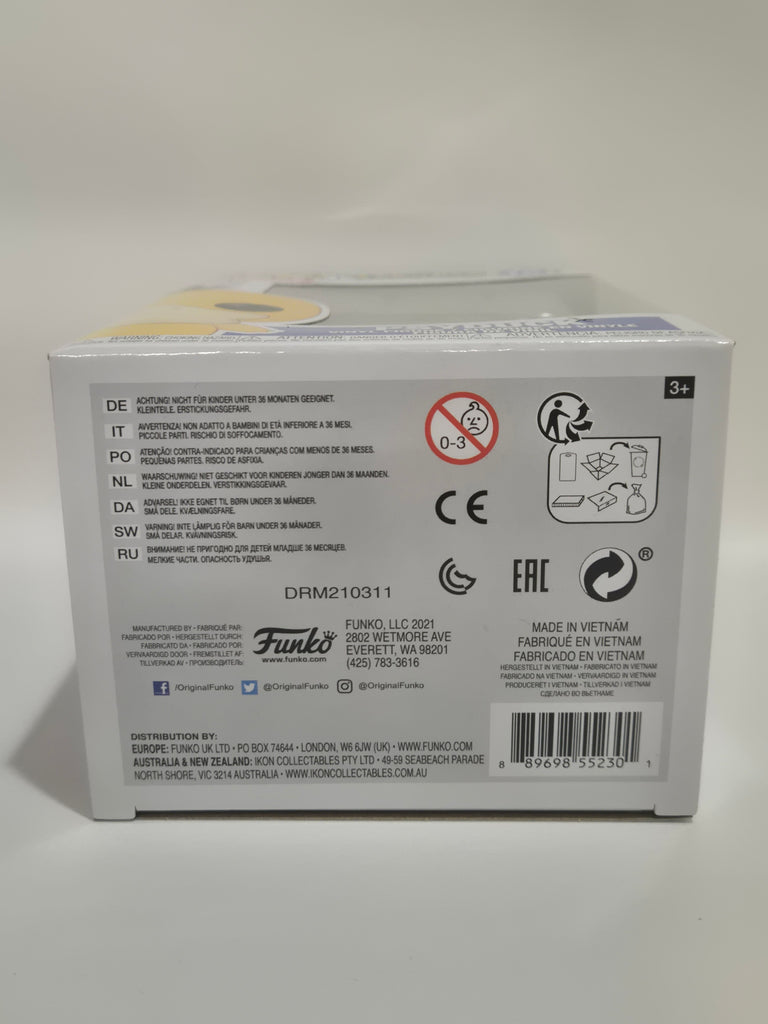 3+
DE ACHTUNG! NICHT FÜR KINDER UNTER 36 MONATEN GEEIGNET.
KLEINTEILE. ERSTICKUNGSGEFAHR.
IT AVVERTENZA! NON ADATTO A BAMBINI DI ETÀ INFERIORE A 36 MESI.
PICCOLE PARTI. RISCHIO DI SOFFOCAMENTO.
PO ATENÇÃO! CONTRA-INDICADO PARA CRIANÇAS COM MENOS DE 36 MESES.
PEQUENAS PARTES. RISCO DE ASFIXIA.
NL WAARSCHUWING! NIET GESCHIKT VOOR KINDEREN JONGER DAN 36 MAANDEN.
KLEINE ONDERDELEN. VERSTIKKINGSGEVAAR.
DA ADVARSEL! IKKE EGNET TIL BØRN UNDER 36 MÅNEDER.
SMÅ DELE. KVÆLNINGSFARE.
SW VARNING! INTE LÄMPLIG FÖR BARN UNDER 36 MÅNADER.
SMÅ DELAR. KVÄVNINGSRISK.
RU ВНИМАНИЕ! НЕ ПРИГОДНО ДЛЯ ДЕТЕЙ МЛАДШЕ 36 МЕСЯЦЕВ.
МЕЛКИЕ ЧАСТИ. ОПАСНОСТЬ УДУШЬЯ.
0-3
CE
EAC
®
DRM210311
MANUFACTURED BY • FABRIQUÉ PAR:
FABRICADO POR • HERGESTELLT DURCH:
FABBRICATO DA • FABRICADO POR:
VERVAARDIGD DOOR • FREMSTILLET AF:
TILLVERKAD AV • ПРОИЗВОДИТЕЛЬ:
Funko
www.funko.com
FUNKO, LLC 2021
2802 WETMORE AVE
EVERETT, WA 98201
(425) 783-3616
/OriginalFunko @OriginalFunko @OriginalFunko
MADE IN VIETNAM
FABRIQUÉ EN VIETNAM
FABRICADO EN VIETNAM
HERGESTELLT IN VIETNAM • FABBRICATO IN VIETNAM
FABRICADO NA VIETNAM • VERVAARDIGD IN VIETNAM
PRODUCERET I VIETNAM • TILLVERKAD I VIETNAM
СДЕЛАНО ВО ВЬЕТНАМЕ
DISTRIBUTION BY:
EUROPE: FUNKO UK LTD • PO BOX 74644 • LONDON, W6 6JW (UK) • WWW.FUNKO.COM
AUSTRALIA & NEW ZEALAND: IKON COLLECTABLES PTY LTD • 49-59 SEABEACH PARADE
NORTH SHORE, VIC 3214 AUSTRALIA • WWW.IKONCOLLECTABLES.COM.AU
8 89698 55230 1